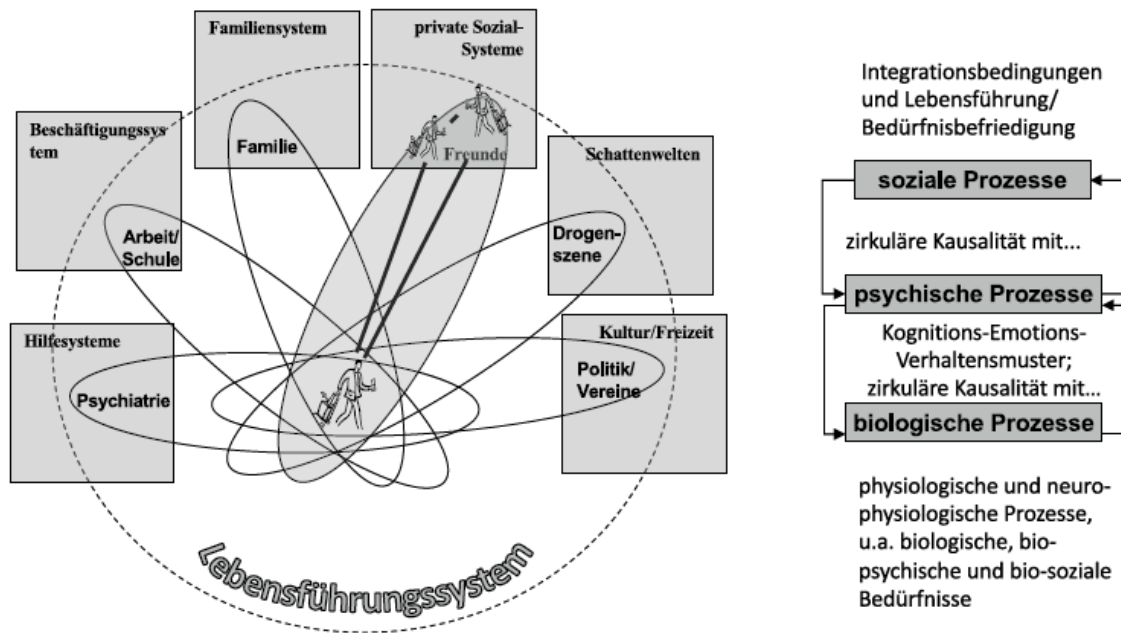 Familiensystem
private Sozial-
Systeme
Beschäftigungssys
tem
Familie
Freunde
Schattenwelten
Arbeit/
Schule
Drogen-
szene
Hilfesysteme
Kultur/Freizeit
Psychiatrie
Politik/
Vereine
Lebensführungssystem
Integrationsbedingungen
und Lebensführung/
Bedürfnisbefriedigung
soziale Prozesse
zirkuläre Kausalität mit...
psychische Prozesse
Kognitions-Emotions-
Verhaltensmuster;
zirkuläre Kausalität mit...
biologische Prozesse
physiologische und neuro-
physiologische Prozesse,
u.a. biologische, bio-
psychische und bio-soziale
Bedürfnisse